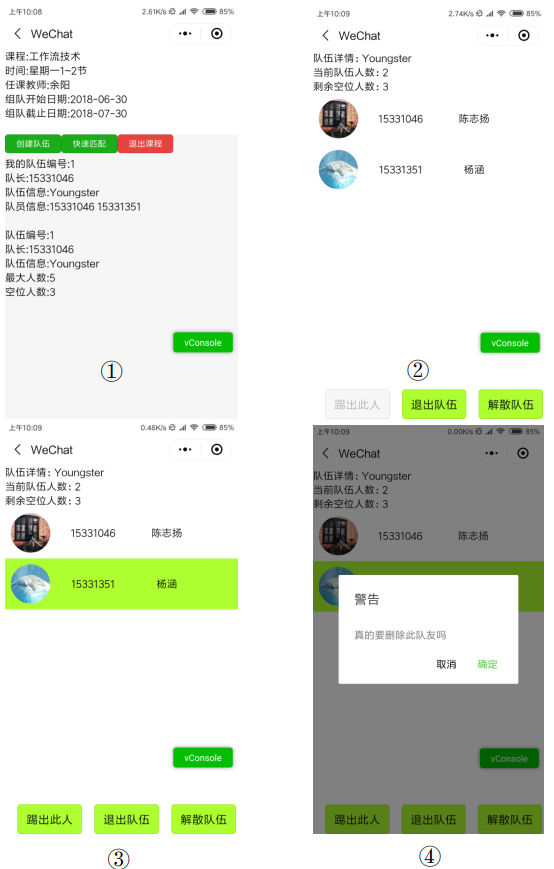 上午10:08 2.61K/s 85%
WeChat
课程:工作流技术
时间:星期一1~2节
任课教师:余阳
组队开始日期:2018-06-30
组队截止日期:2018-07-30
创建队伍 快速匹配 退出课程
我的队伍编号:1
队长:15331046
队伍信息:Youngster
队员信息:15331046 15331351
队伍编号:1
队长:15331046
队伍信息:Youngster
最大人数:5
空位人数:3
vConsole
①
上午10:09 2.74K/s 85%
WeChat
队伍详情: Youngster
当前队伍人数: 2
剩余空位人数: 3
15331046 陈志扬
15331351 杨涵
vConsole
②
踢出此人 退出队伍 解散队伍
上午10:09 0.46K/s 85%
WeChat
队伍详情: Youngster
当前队伍人数: 2
剩余空位人数: 3
15331046 陈志扬
15331351 杨涵
vConsole
踢出此人 退出队伍 解散队伍
③
上午10:09 0.00K/s 85%
WeChat
队伍详情: Youngster
当前队伍人数: 2
剩余空位人数: 3
15331046 陈志扬
警告
真的要删除此队友吗
取消 确定
vConsole
踢出此人 退出队伍 解散队伍
④